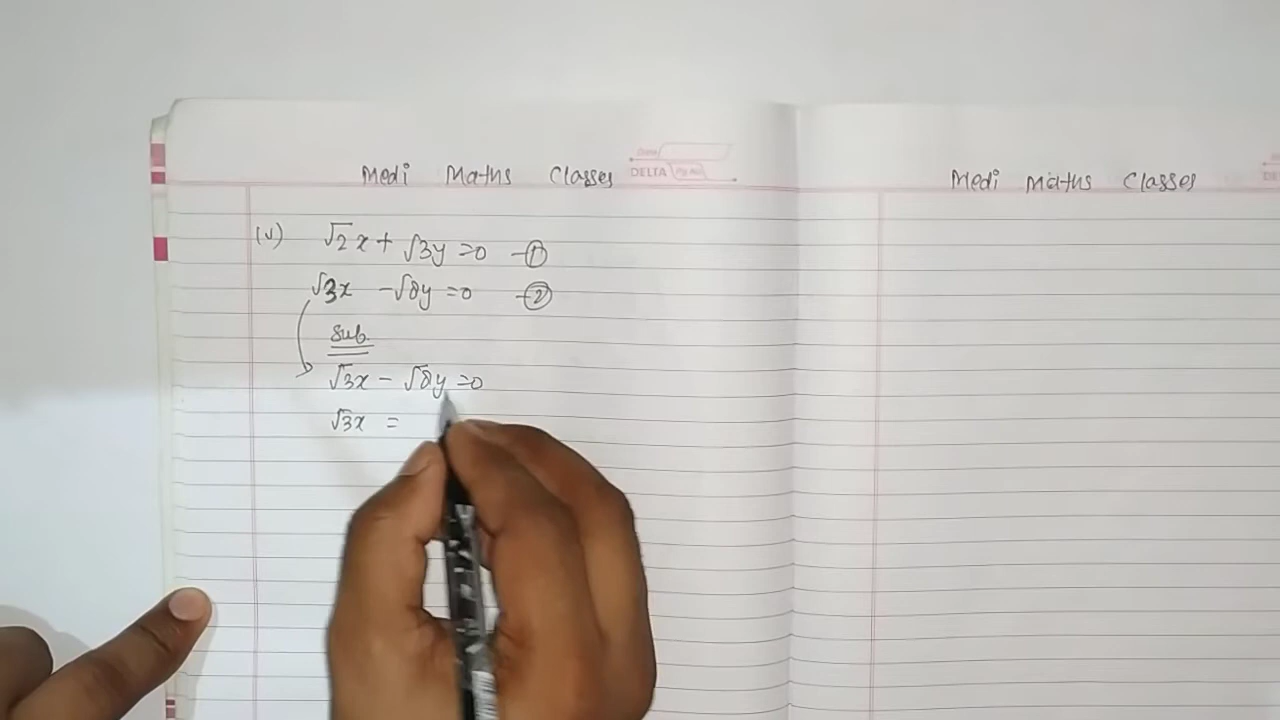 Medi Maths Classes
DELTA
(v) √2x + √3y =0 -①
√3x -√8y =0 -②
Sub.
√3x - √8y =0
√3x =
Medi Maths Classes